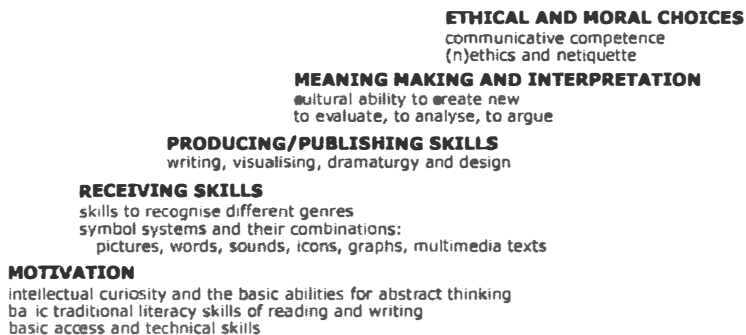 ETHICAL AND MORAL CHOICES
communicative competence
(n)ethics and netiquette
MEANING MAKING AND INTERPRETATION
cultural ability to create new
to evaluate, to analyse, to argue
PRODUCING/PUBLISHING SKILLS
writing, visualising, dramaturgy and design
RECEIVING SKILLS
skills to recognise different genres
symbol systems and their combinations:
pictures, words, sounds, icons, graphs, multimedia texts
MOTIVATION
intellectual curiosity and the basic abilities for abstract thinking
ba ic traditional literacy skills of reading and writing
basic access and technical skills